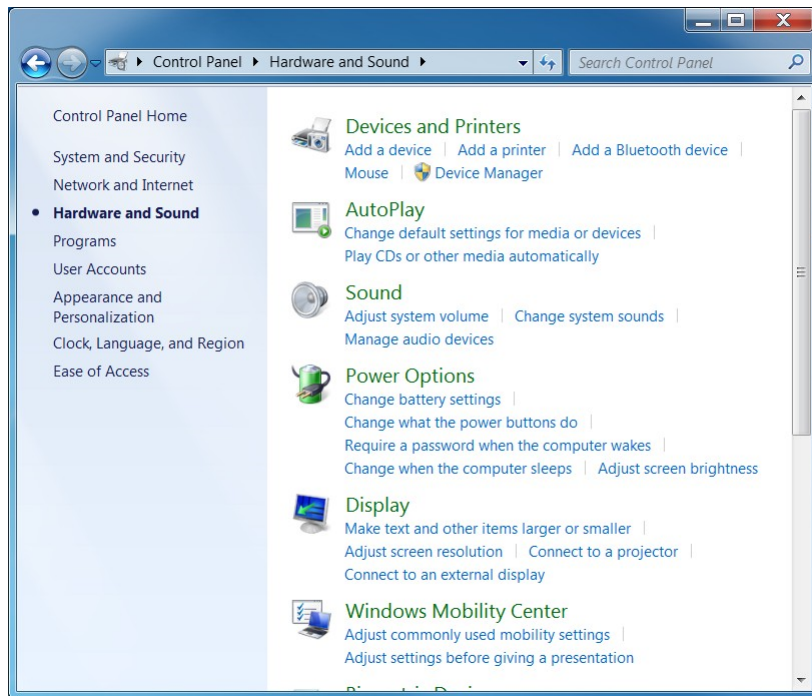 Control Panel Hardware and Sound
Search Control Panel
Control Panel Home
System and Security
Network and Internet
Hardware and Sound
Programs
User Accounts
Appearance and
Personalization
Clock, Language, and Region
Ease of Access
Devices and Printers
Add a device Add a printer Add a Bluetooth device
Mouse Device Manager
AutoPlay
Change default settings for media or devices
Play CDs or other media automatically
Sound
Adjust system volume Change system sounds
Manage audio devices
Power Options
Change battery settings
Change what the power buttons do
Require a password when the computer wakes
Change when the computer sleeps Adjust screen brightness
Display
Make text and other items larger or smaller
Adjust screen resolution Connect to a projector
Connect to an external display
Windows Mobility Center
Adjust commonly used mobility settings
Adjust settings before giving a presentation